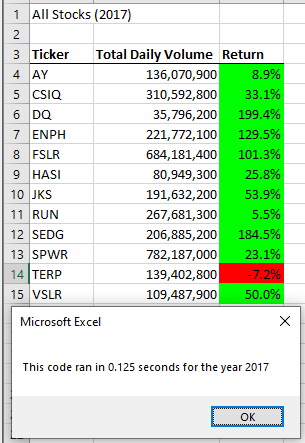 1 All Stocks (2017)
2
3 Ticker Total Daily Volume Return
4 AY 136,070,900 8.9%
5 CSIQ 310,592,800 33.1%
6 DQ 35,796,200 199.4%
7 ENPH 221,772,100 129.5%
8 FSLR 684,181,400 101.3%
9 HASI 80,949,300 25.8%
10 JKS 191,632,200 53.9%
11 RUN 267,681,300 5.5%
12 SEDG 206,885,200 184.5%
13 SPWR 782,187,000 23.1%
14 TERP 139,402,800 -7.2%
15 VSLR 109,487,900 50.0%
Microsoft Excel
This code ran in 0.125 seconds for the year 2017
OK